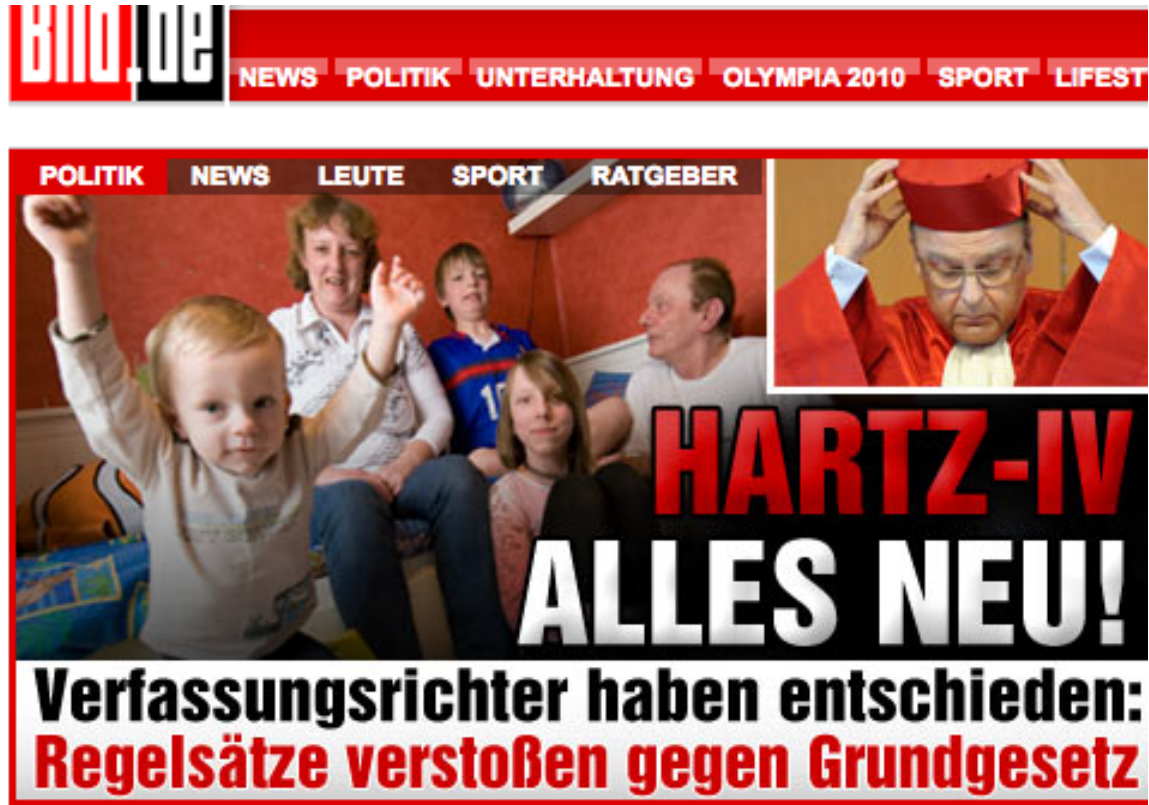 Bild.de
NEWS POLITIK UNTERHALTUNG OLYMPIA 2010 SPORT
POLITIK NEWS LEUTE SPORT RATGEBER
HARTZ-IV
ALLES NEU!
Verfassungsrichter haben entschieden:
Regelsätze verstoßen gegen Grundgesetz